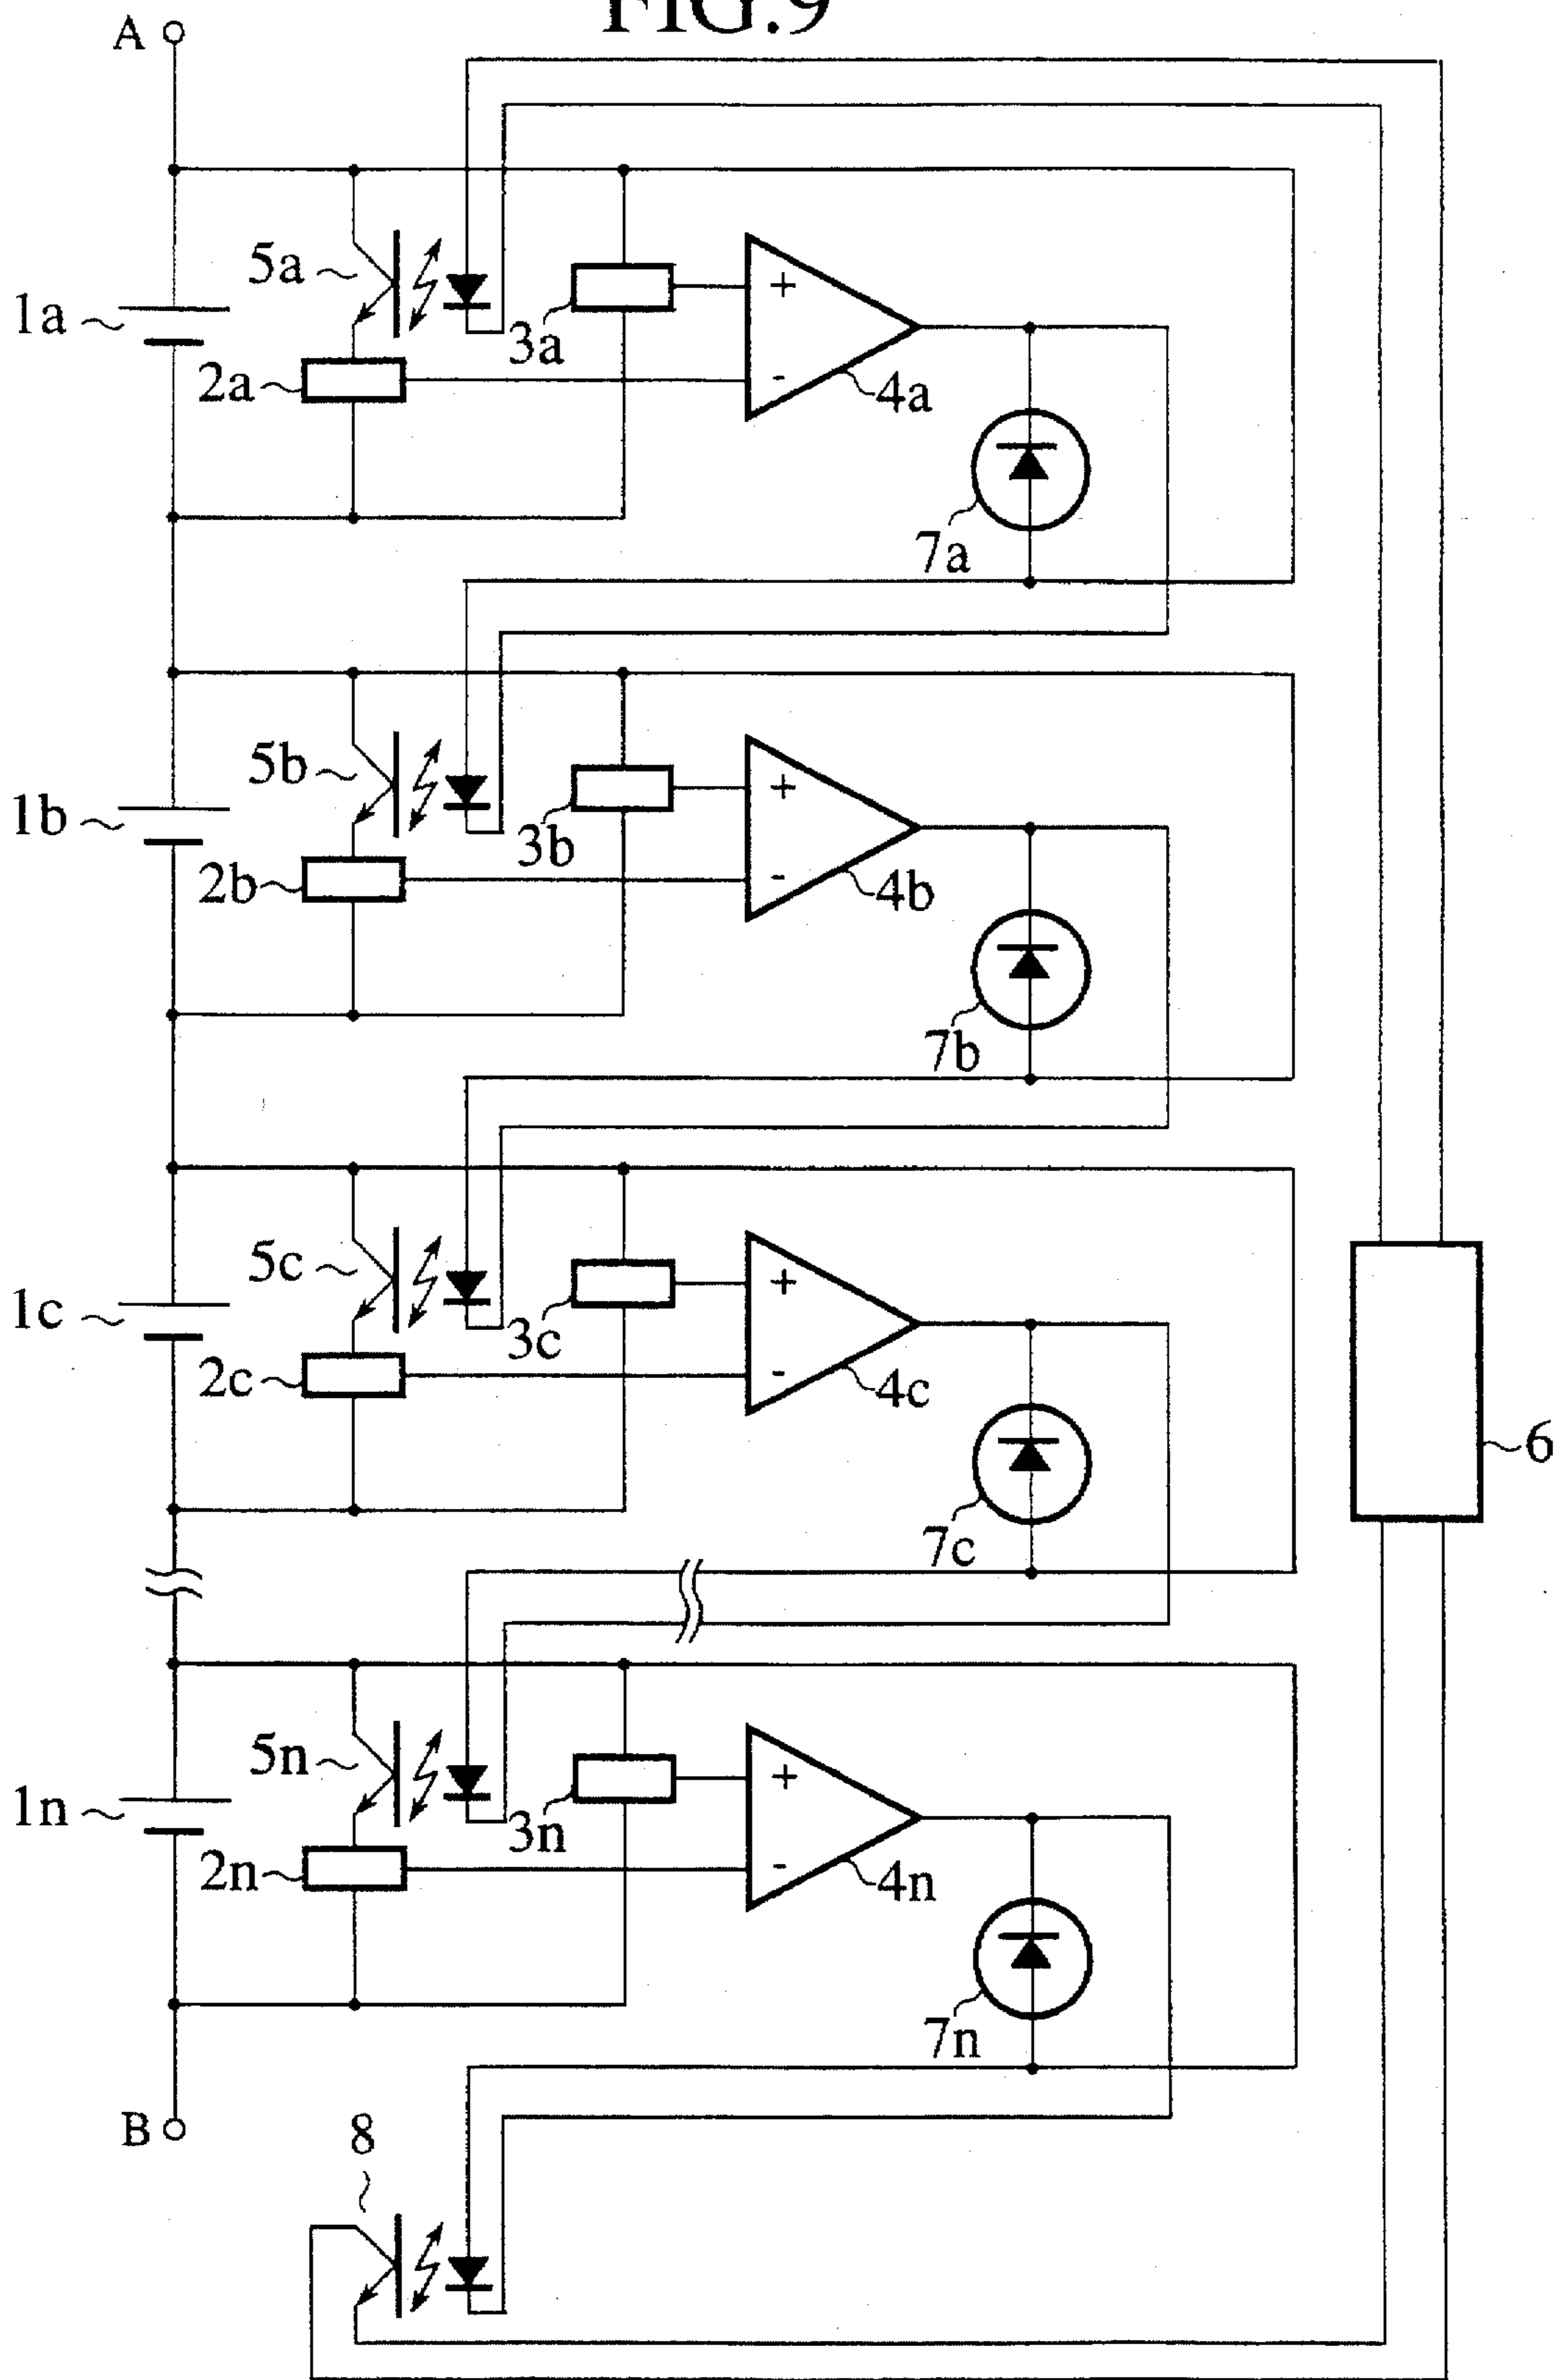 FIG.9
A
5a
+
1a
3a
2a
-
4a
7a
5b
+
1b
3b
2b
-
4b
7b
5c
+
1c
3c
2c
-
4c
6
7c
5n
+
1n
3n
2n
-
4n
7n
B
8